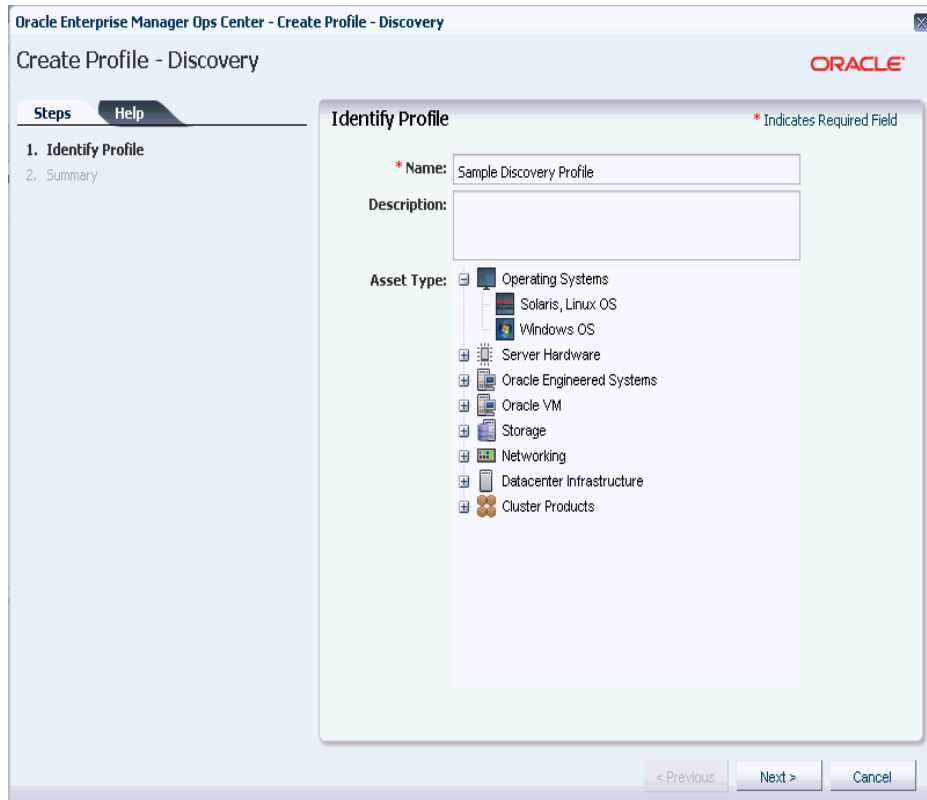 Oracle Enterprise Manager Ops Center - Create Profile - Discovery
Create Profile - Discovery
ORACLE
Steps
Help
1. Identify Profile
2. Summary
Identify Profile
* Indicates Required Field
* Name:
Sample Discovery Profile
Description:
Asset Type:
Operating Systems
Solaris, Linux OS
Windows OS
Server Hardware
Oracle Engineered Systems
Oracle VM
Storage
Networking
Datacenter Infrastructure
Cluster Products
< Previous
Next >
Cancel